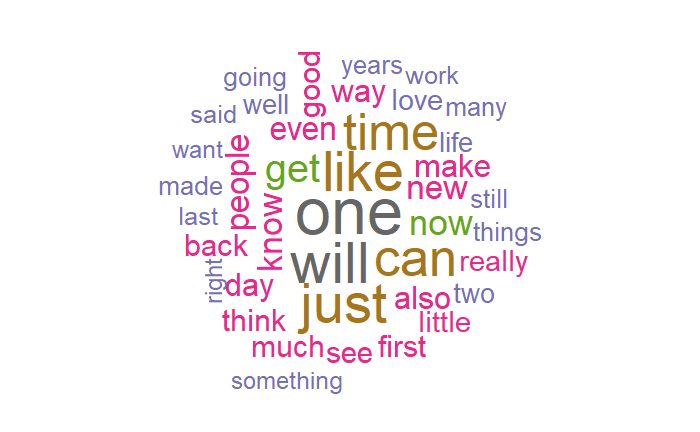 going
good
years
work
said
well
way
love
many
even
time
life
want
people
get
like
make
made
know
one
new
still
last
now
things
back
will
can
really
right
day
just
also
two
think
little
much
see
first
something